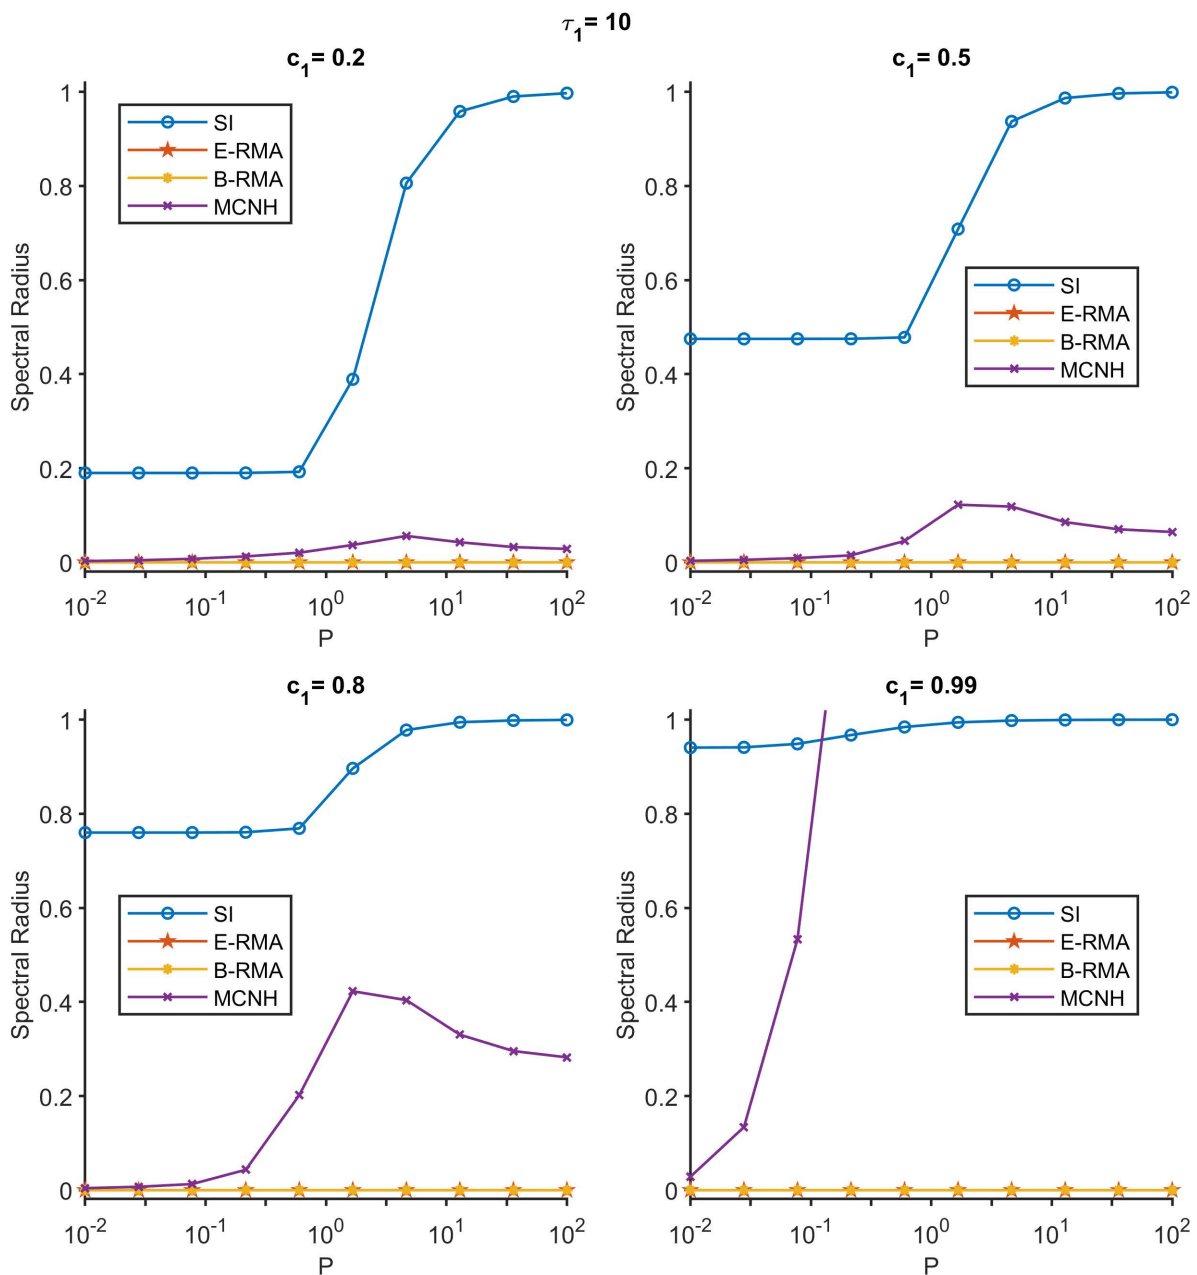 τ₁= 10
c₁= 0.2
1
0.8
0.6
0.4
0.2
0
Spectral Radius
SI
E-RMA
B-RMA
MCNH
10⁻² 10⁻¹ 10⁰ 10¹ 10²
P
c₁= 0.5
1
0.8
0.6
0.4
0.2
0
Spectral Radius
SI
E-RMA
B-RMA
MCNH
10⁻² 10⁻¹ 10⁰ 10¹ 10²
P
c₁= 0.8
1
0.8
0.6
0.4
0.2
0
Spectral Radius
SI
E-RMA
B-RMA
MCNH
10⁻² 10⁻¹ 10⁰ 10¹ 10²
P
c₁= 0.99
1
0.8
0.6
0.4
0.2
0
Spectral Radius
SI
E-RMA
B-RMA
MCNH
10⁻² 10⁻¹ 10⁰ 10¹ 10²
P